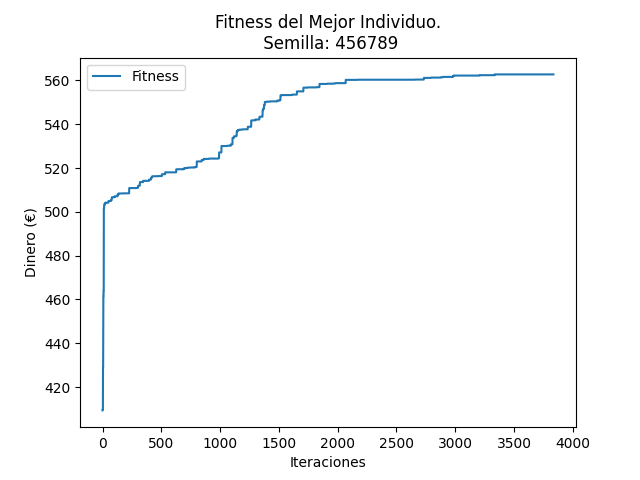 Fitness del Mejor Individuo.
Semilla: 456789
Fitness
560
540
520
500
480
460
440
420
Dinero (€)
0 500 1000 1500 2000 2500 3000 3500 4000
Iteraciones